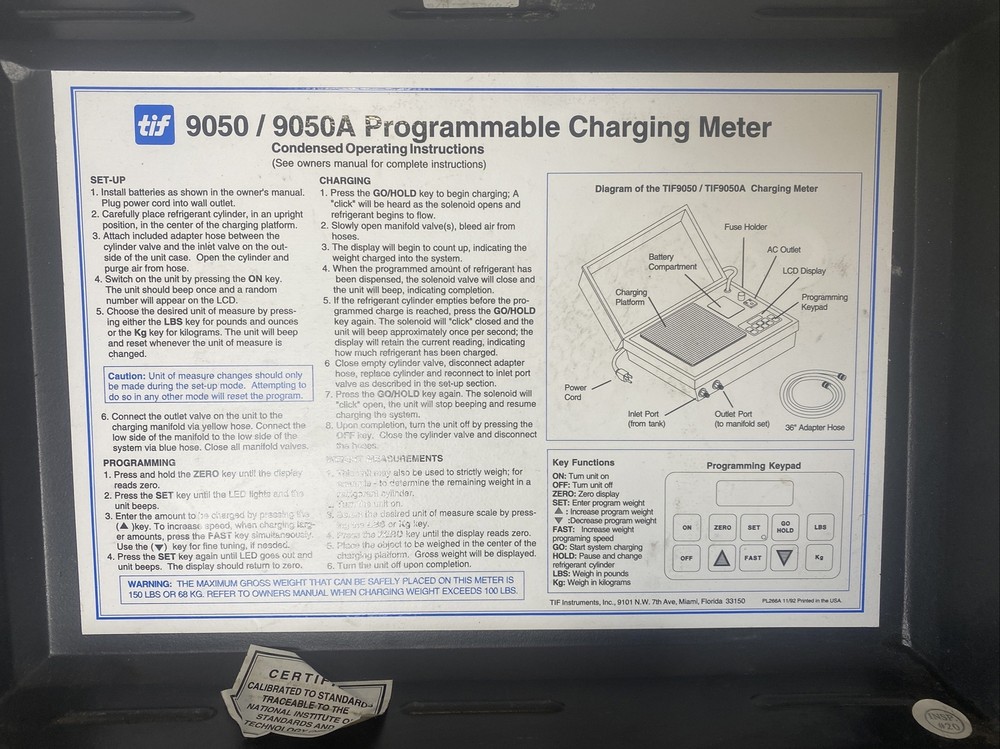 tif 9050 / 9050A Programmable Charging Meter
Condensed Operating Instructions
(See owners manual for complete instructions)
SET-UP
1. Install batteries as shown in the owner's manual.
Plug power cord into wall outlet.
2. Carefully place refrigerant cylinder, in an upright
position, in the center of the charging platform.
3. Attach included adapter hose between the
cylinder valve and the inlet valve on the out-
side of the unit case. Open the cylinder and
purge air from hose.
4. Switch on the unit by pressing the ON key.
The unit should beep once and a random
number will appear on the LCD.
5. Choose the desired unit of measure by press-
ing either the LBS key for pounds and ounces
or the Kg key for kilograms. The unit will beep
and reset whenever the unit of measure is
changed.
Caution: Unit of measure changes should only
be made during the set-up mode. Attempting to
do so in any other mode will reset the program.
6. Connect the outlet valve on the unit to the
charging manifold via yellow hose. Connect the
low side of the manifold to the low side of the
system via blue hose. Close all manifold valves.
PROGRAMMING
1. Press and hold the ZERO key until the display
reads zero.
2. Press the SET key until the LED lights and the
unit beeps.
3. Enter the amount to be charged by pressing the
(▲)key. To increase speed, when charging larg-
er amounts, press the FAST key simultaneously.
Use the (▼) key for fine tuning, if needed.
4. Press the SET key again until LED goes out and
unit beeps. The display should return to zero.
CHARGING
1. Press the GO/HOLD key to begin charging; A
"click" will be heard as the solenoid opens and
refrigerant begins to flow.
2. Slowly open manifold valve(s), bleed air from
hoses.
3. The display will begin to count up, indicating the
weight charged into the system.
4. When the programmed amount of refrigerant has
been dispensed, the solenoid valve will close and
the unit will beep, indicating completion.
5. If the refrigerant cylinder empties before the pro-
grammed charge is reached, press the GO/HOLD
key again. The solenoid will "click" closed and the
unit will beep approximately once per second; the
display will retain the current reading, indicating
how much refrigerant has been charged.
6 Close empty cylinder valve, disconnect adapter
hose, replace cylinder and reconnect to inlet port
valve as described in the set-up section.
7. Press the GO/HOLD key again. The solenoid will
"click" open, the unit will stop beeping and resume
charging the system.
8. Upon completion, turn the unit off by pressing the
OFF key. Close the cylinder valve and disconnect
the hoses.
MEASUREMENTS
1. may also be used to strictly weigh; for
to determine the remaining weight in a
cylinder.
on.
desired unit of measure scale by press-
LBS or Kg key.
4. Press the ZERO key until the display reads zero.
5. Place the object to be weighed in the center of the
charging platform. Gross weight will be displayed.
6. Turn the unit off upon completion.
WARNING: THE MAXIMUM GROSS WEIGHT THAT CAN BE SAFELY PLACED ON THIS METER IS
150 LBS OR 68 KG. REFER TO OWNERS MANUAL WHEN CHARGING WEIGHT EXCEEDS 100 LBS.
Diagram of the TIF9050 / TIF9050A Charging Meter
Fuse Holder
AC Outlet
Battery
Compartment
LCD Display
Charging
Platform
Programming
Keypad
Power
Cord
Inlet Port
(from tank)
Outlet Port
(to manifold set)
36" Adapter Hose
Key Functions
ON: Turn unit on
OFF: Turn unit off
ZERO: Zero display
SET: Enter program weight
▲ : Increase program weight
▼ :Decrease program weight
FAST: Increase weight
programing speed
GO: Start system charging
HOLD: Pause and change
refrigerant cylinder
LBS: Weigh in pounds
Kg: Weigh in kilograms
Programming Keypad
ON ZERO SET GO HOLD LBS
OFF ▲ FAST ▼ Kg
TIF Instruments, Inc., 9101 N.W. 7th Ave, Miami, Florida 33150
PL266A 11/92 Printed in the USA.
CERTIF
CALIBRATED TO STANDARD
TRACEABLE TO THE
NATIONAL INSTITUTE OF
STANDARDS AND
TECHNOLOGY
INSP
#20